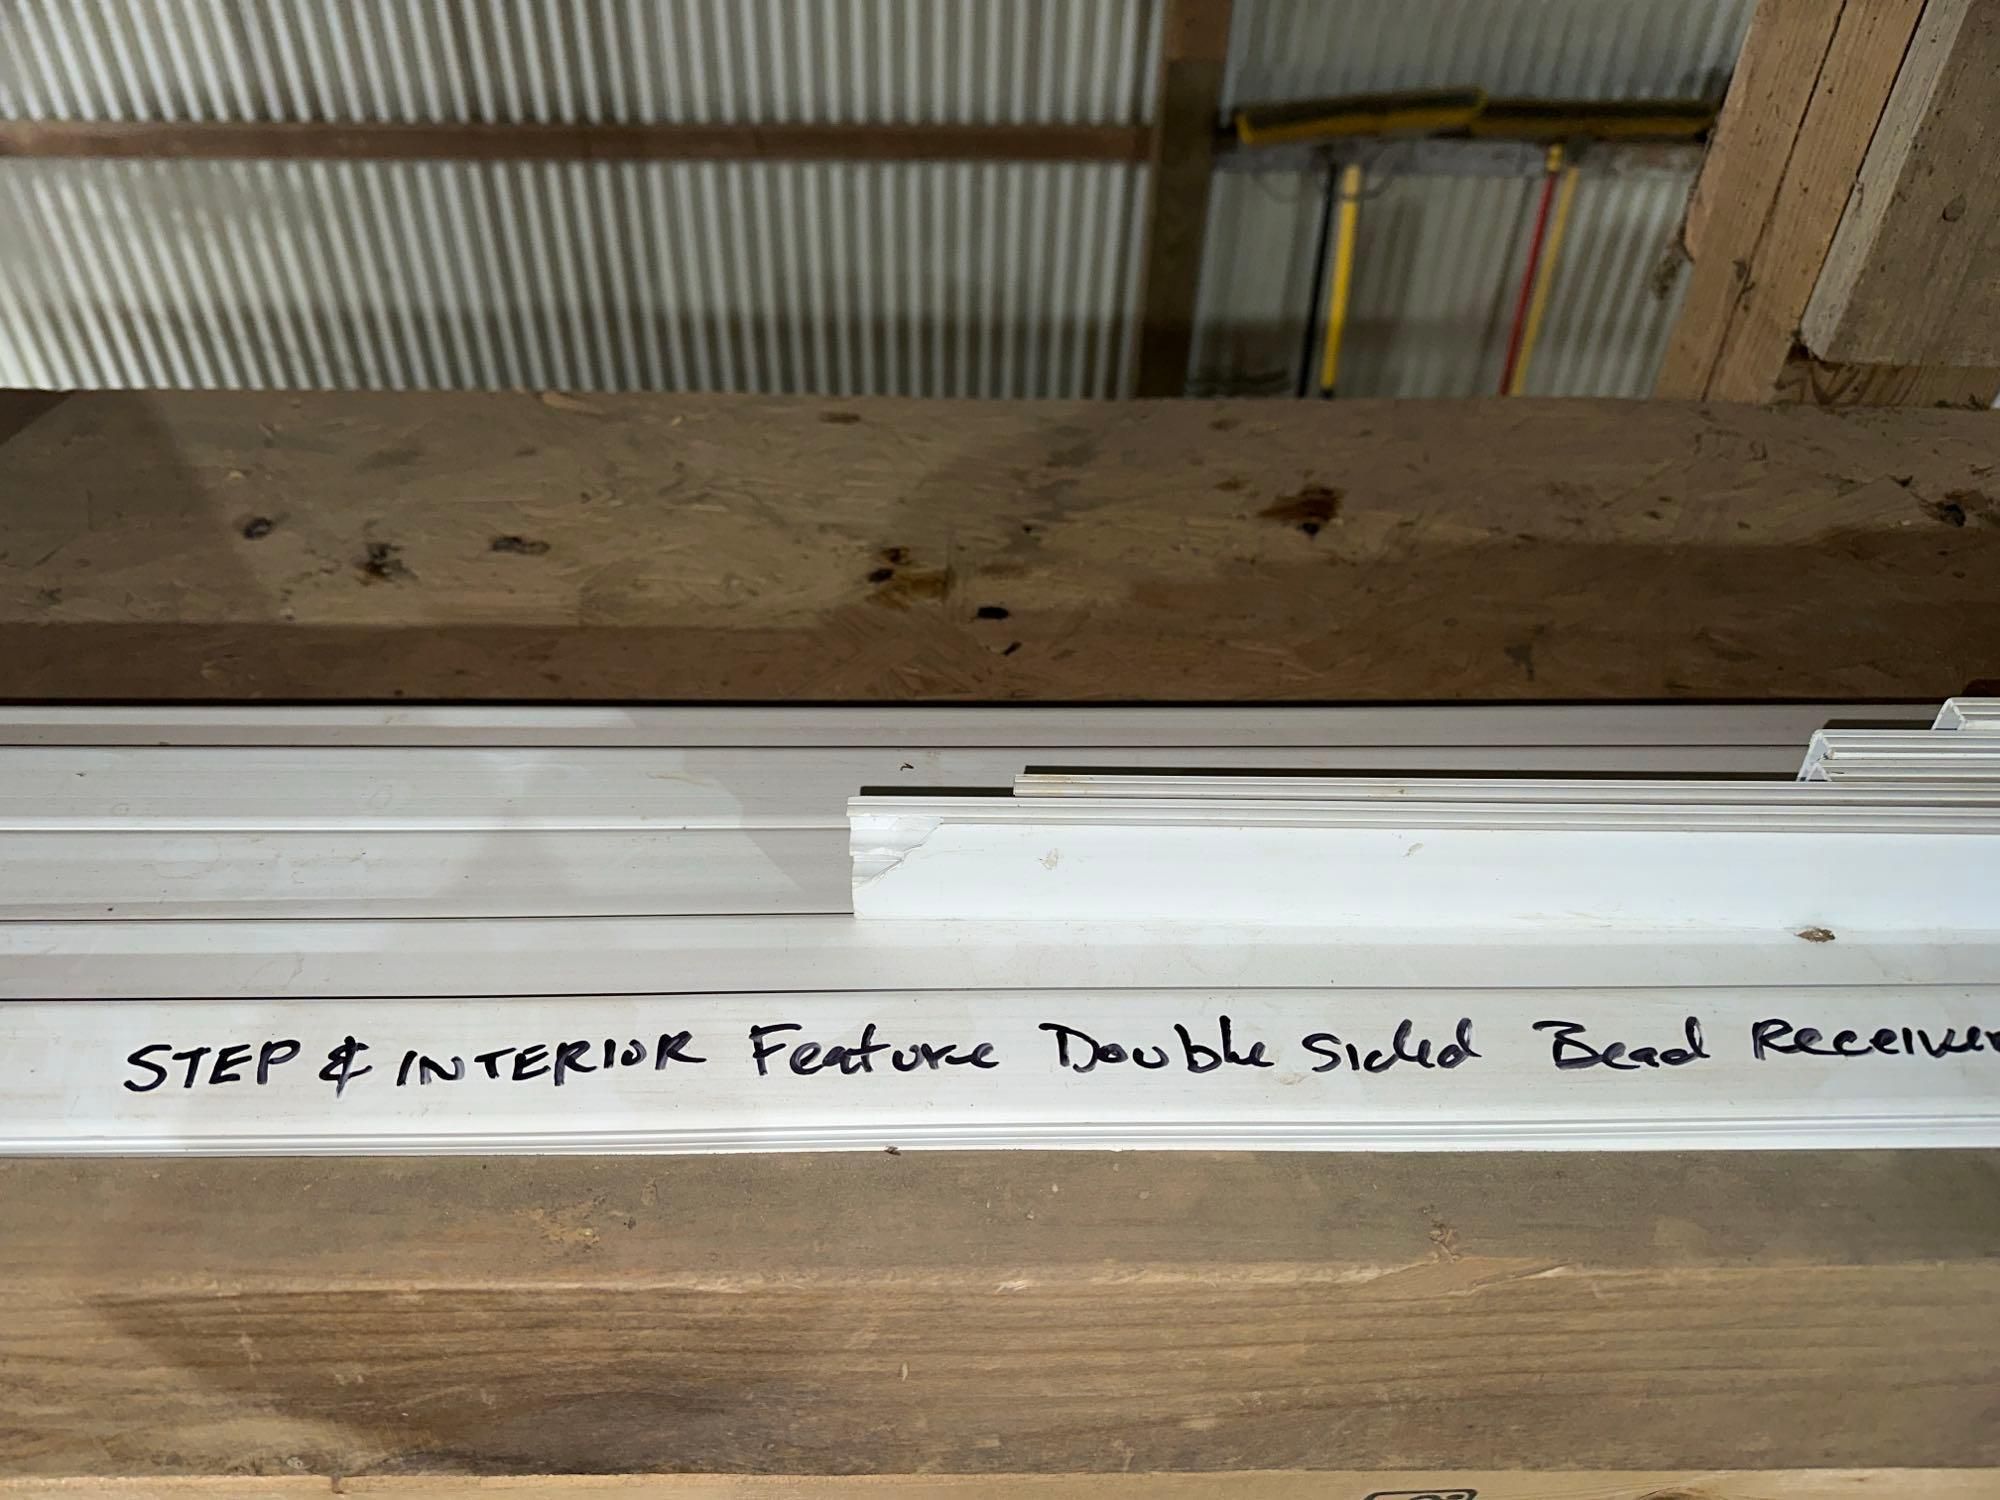 STEP & INTERIOR Feature Double Sided Bead Receiver